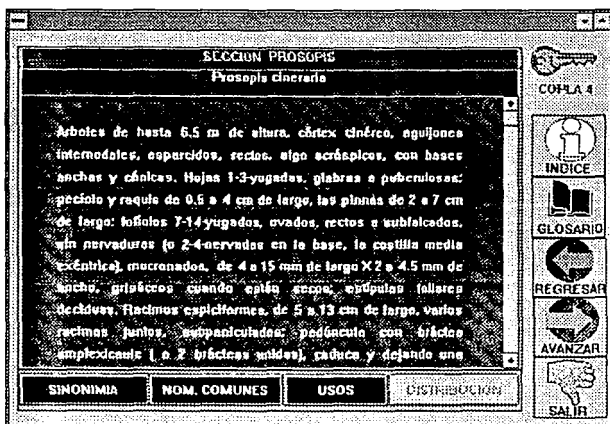 SECCION PROSOPIS
Prosopis cineraria
Arboles de hasta 6.5 m de altura, córtex cinéreo, aguijones
internodales, esparcidos, rectos, algo acróspicos, con bases
anchas y cónicas. Hojas 1-3-yugadas, glabras o puberulosas;
pecíolo y raquis de 0.5 a 4 cm de largo, las pinnas de 2 a 7 cm
de largo; folíolos 7-14-yugados, ovados, rectos o subfalcados,
sin nervaduras (o 2-4-nervadas en la base, la costilla media
excéntrica), mucronados, de 4 a 15 mm de largo X 2 a 4.5 mm de
ancho, grisáceos cuando están secos, estípulas foliares
deciduas. Racimos espiciformes, de 5 a 13 cm de largo, varios
racimos juntos, subpaniculados; pedúnculo con bráctea
amplexicaule ( o 2 brácteas unidas), caduca y dejando una
SINONIMIA
NOM. COMUNES
USOS
DISTRIBUCION
COPLA 4
INDICE
GLOSARIO
REGRESAR
AVANZAR
SALIR